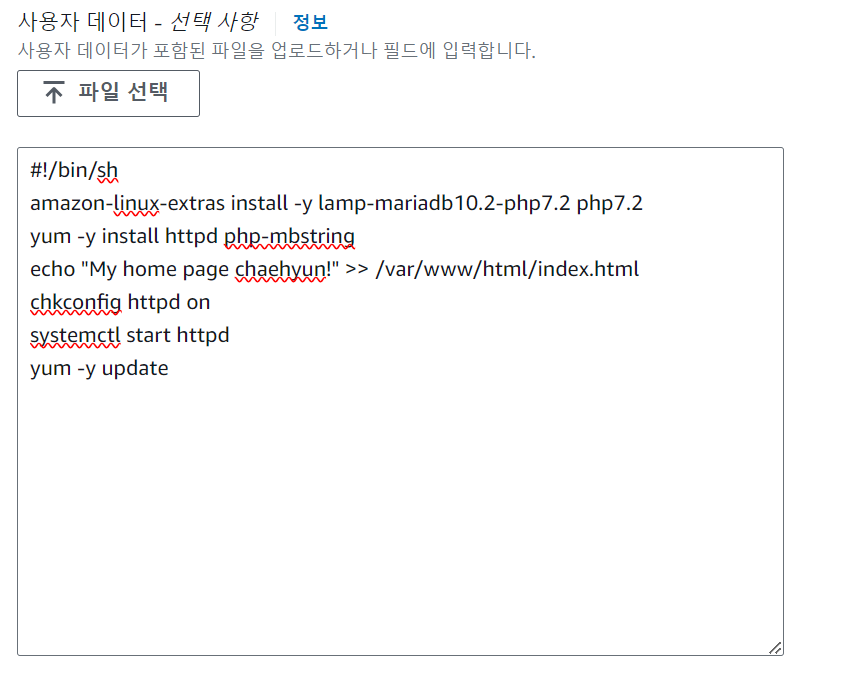 사용자 데이터 - 선택 사항 정보
사용자 데이터가 포함된 파일을 업로드하거나 필드에 입력합니다.
파일 선택
#!/bin/sh
amazon-linux-extras install -y lamp-mariadb10.2-php7.2 php7.2
yum -y install httpd php-mbstring
echo "My home page chaehyun!" >> /var/www/html/index.html
chkconfig httpd on
systemctl start httpd
yum -y update